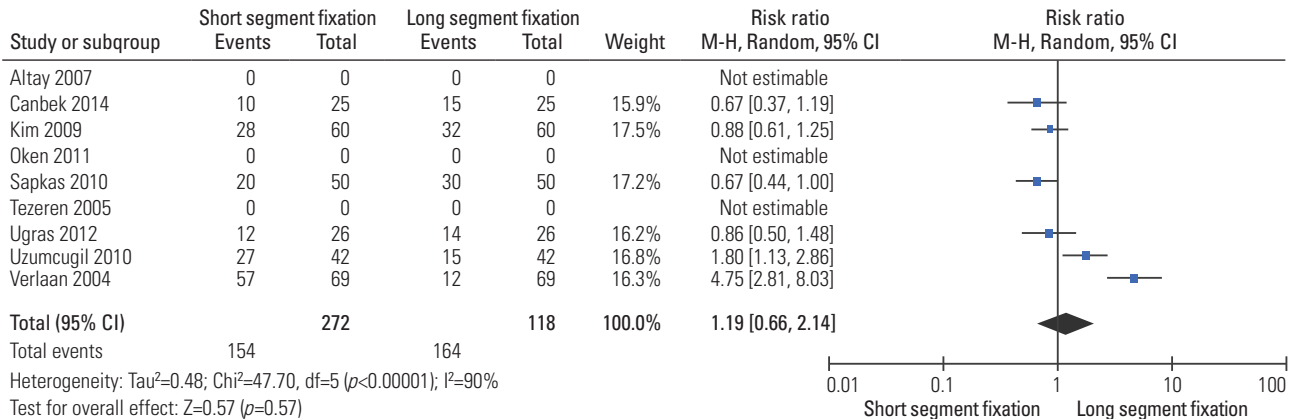 Short segment fixation Long segment fixation Risk ratio Risk ratio
Study or subqroup Events Total Events Total Weight M-H, Random, 95% CI M-H, Random, 95% CI
Altay 2007 0 0 0 0 Not estimable
Canbek 2014 10 25 15 25 15.9% 0.67 [0.37, 1.19]
Kim 2009 28 60 32 60 17.5% 0.88 [0.61, 1.25]
Oken 2011 0 0 0 0 Not estimable
Sapkas 2010 20 50 30 50 17.2% 0.67 [0.44, 1.00]
Tezeren 2005 0 0 0 0 Not estimable
Ugras 2012 12 26 14 26 16.2% 0.86 [0.50, 1.48]
Uzumcugil 2010 27 42 15 42 16.8% 1.80 [1.13, 2.86]
Verlaan 2004 57 69 12 69 16.3% 4.75 [2.81, 8.03]
Total (95% CI) 272 118 100.0% 1.19 [0.66, 2.14]
Total events 154 164
Heterogeneity: Tau²=0.48; Chi²=47.70, df=5 (p<0.00001); I²=90%
0.01 0.1 1 10 100
Test for overall effect: Z=0.57 (p=0.57)
Short segment fixation Long segment fixation